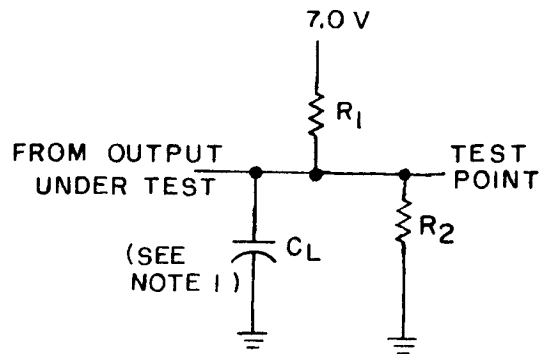 7.0 V
R1
FROM OUTPUT
UNDER TEST
TEST
POINT
(SEE
NOTE 1)
CL
R2